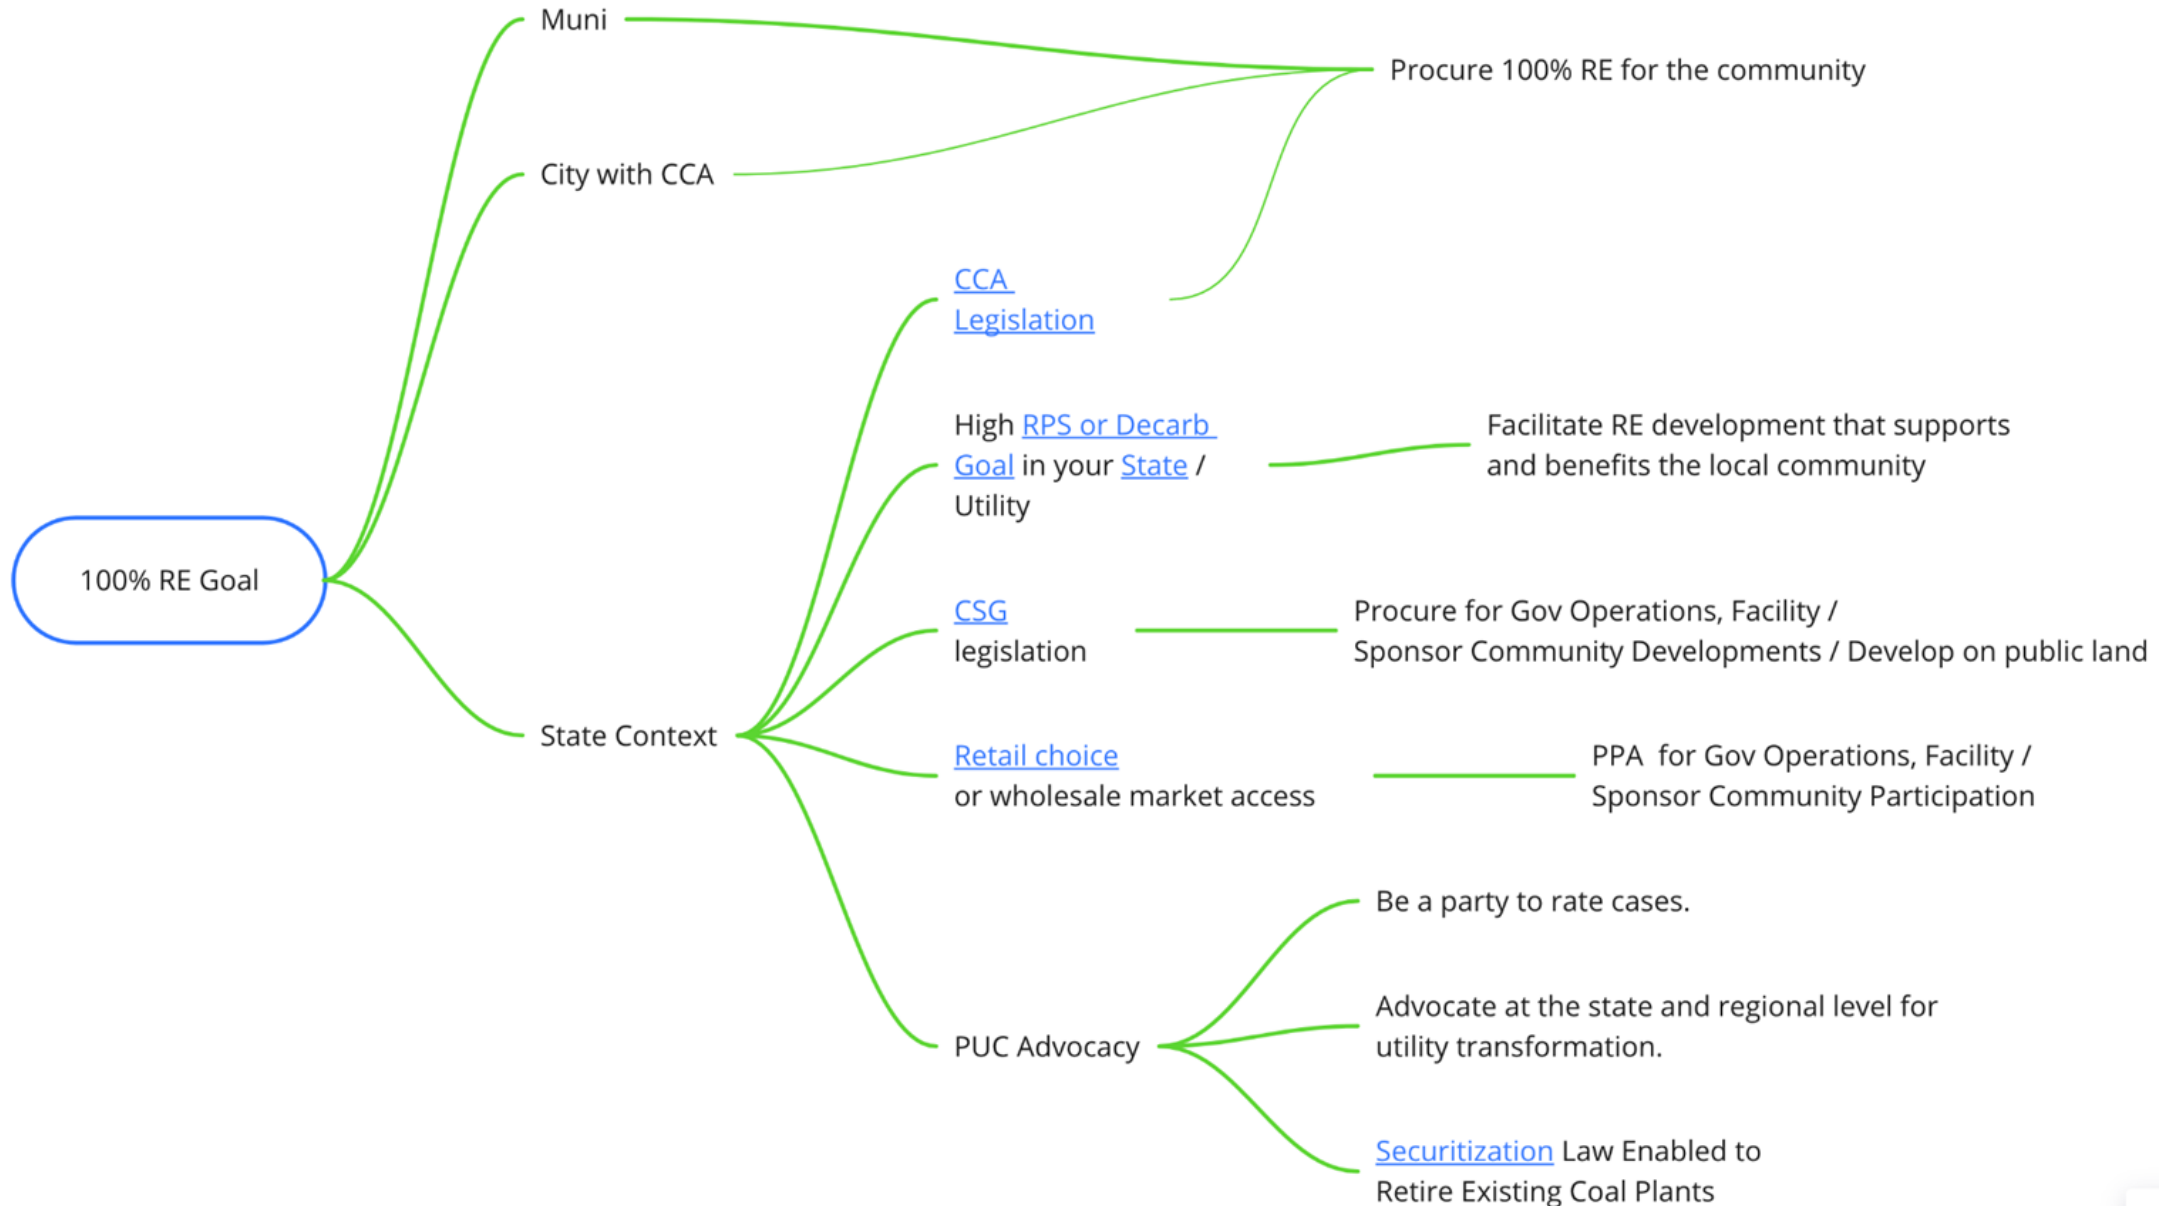 Muni
Procure 100% RE for the community
City with CCA
CCA
Legislation
High RPS or Decarb
Goal in your State /
Utility
Facilitate RE development that supports
and benefits the local community
100% RE Goal
CSG
legislation
Procure for Gov Operations, Facility /
Sponsor Community Developments / Develop on public land
State Context
Retail choice
or wholesale market access
PPA  for Gov Operations, Facility /
Sponsor Community Participation
PUC Advocacy
Be a party to rate cases.
Advocate at the state and regional level for
utility transformation.
Securitization Law Enabled to
Retire Existing Coal Plants